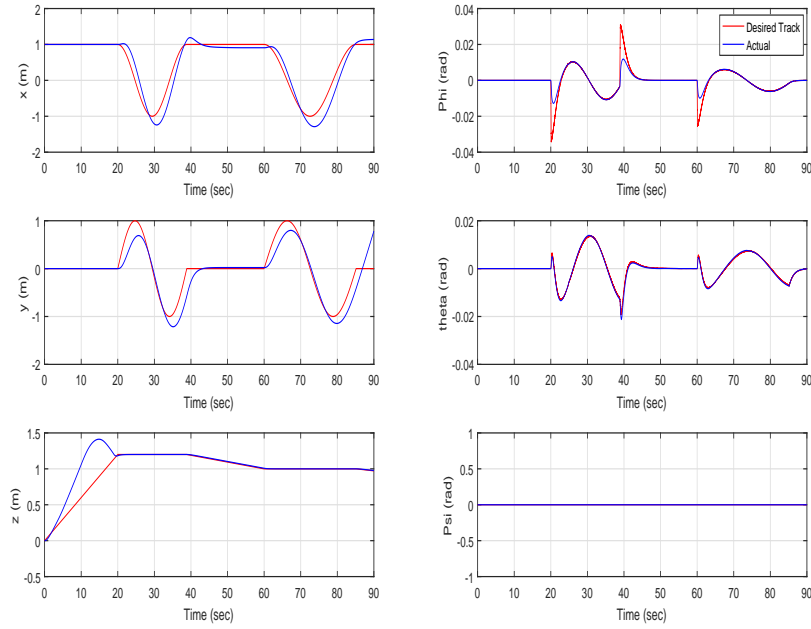 2
1
0
-1
-2
x (m)
0 10 20 30 40 50 60 70 80 90
Time (sec)
0.04
0.02
0
-0.02
-0.04
Phi (rad)
0 10 20 30 40 50 60 70 80 90
Time (sec)
Desired Track
Actual
1
0
-1
-2
y (m)
0 10 20 30 40 50 60 70 80 90
Time (sec)
0.02
0
-0.02
-0.04
theta (rad)
0 10 20 30 40 50 60 70 80 90
Time (sec)
1.5
1
0.5
0
-0.5
z (m)
0 10 20 30 40 50 60 70 80 90
Time (sec)
1
0.5
0
-0.5
-1
Psi (rad)
0 10 20 30 40 50 60 70 80 90
Time (sec)